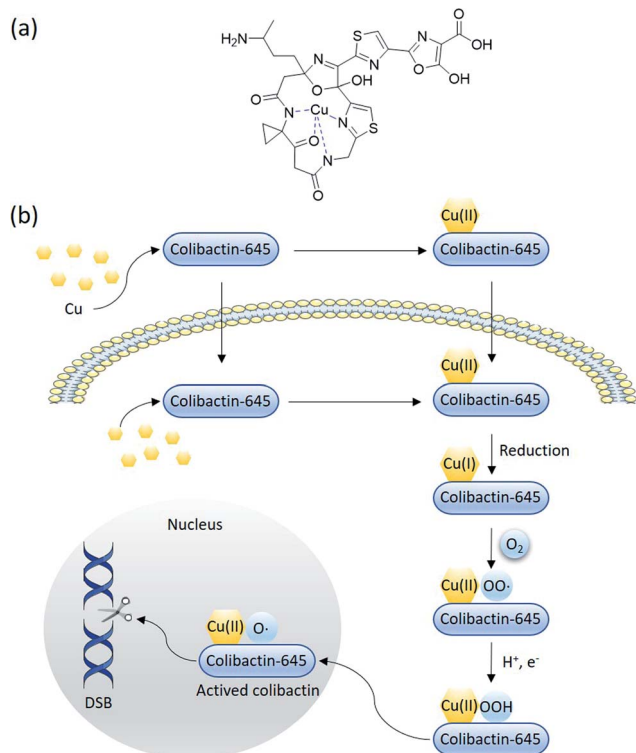 (a)
H₂N
S
N
O
OH
N
N
O
OH
O
OH
O
N
Cu
N
S
O
N
O
(b)
Cu(II)
Colibactin-645
Colibactin-645
Cu
Cu(II)
Colibactin-645
Colibactin-645
Cu(I)
Reduction
Colibactin-645
Nucleus
O₂
Cu(II) OO·
Cu(II) O·
Colibactin-645
Colibactin-645
H⁺, e⁻
DSB
Actived colibactin
Cu(II) OOH
Colibactin-645